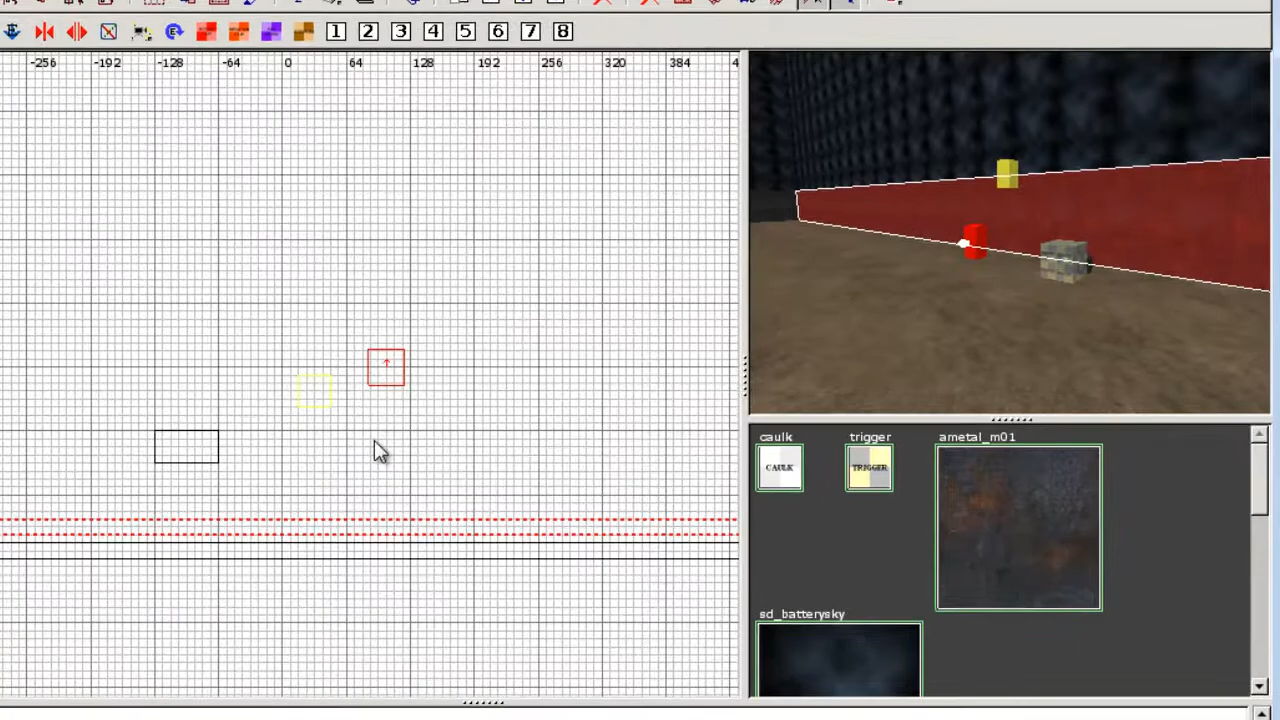 1 2 3 4 5 6 7 8
-256 -192 -128 -64 0 64 128 192 256 320 384 4
caulk trigger ametal_m01
CAULK TRIGGER
sd_batterysky